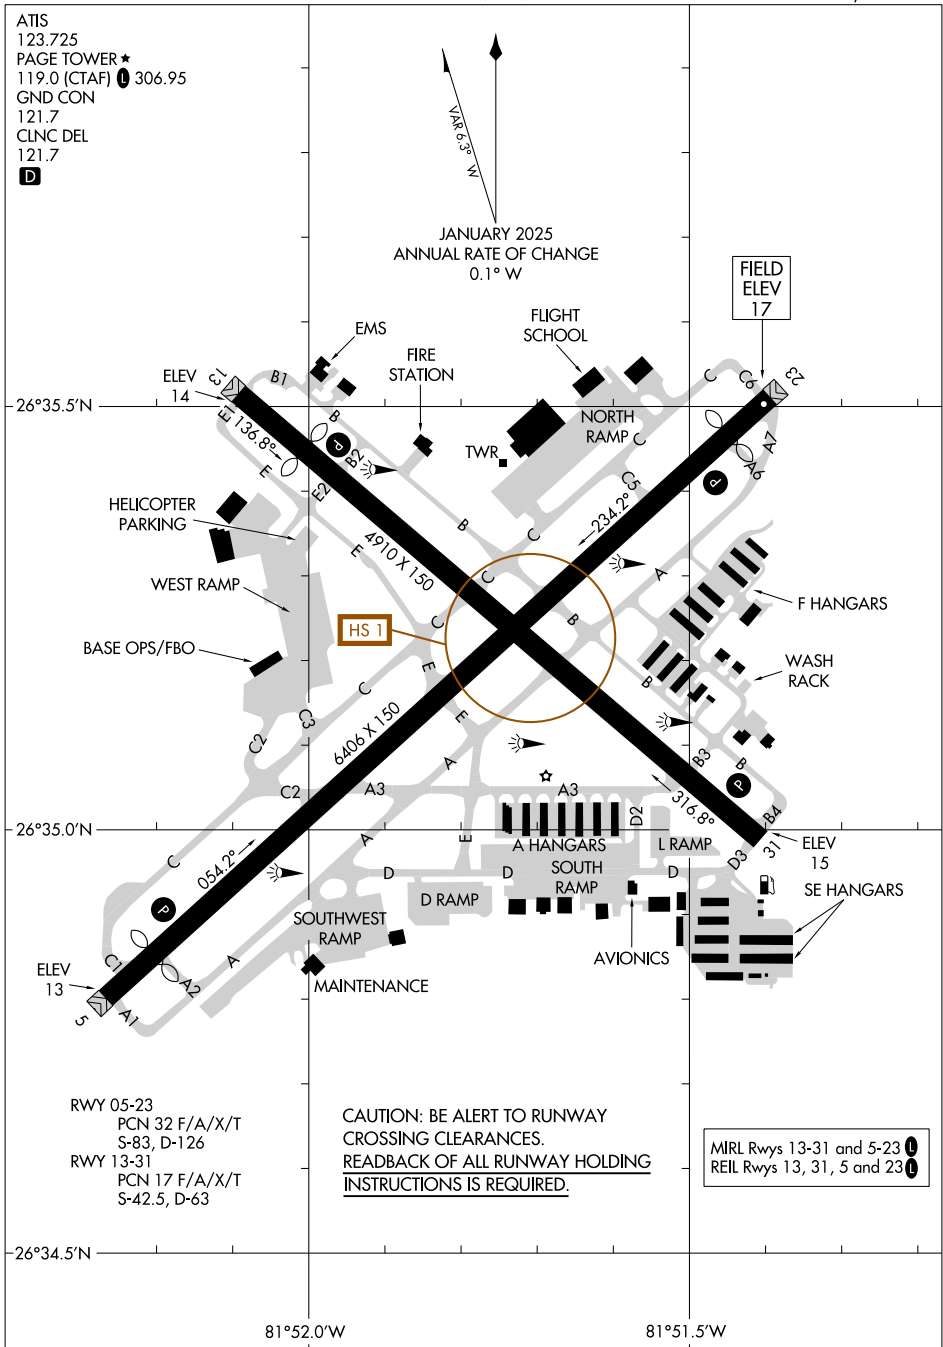 ATIS
123.725
PAGE TOWER ★
119.0 (CTAF) L 306.95
GND CON
121.7
CLNC DEL
121.7
D
VAR 6.3° W
JANUARY 2025
ANNUAL RATE OF CHANGE
0.1° W
FIELD
ELEV
17
EMS
FLIGHT
SCHOOL
FIRE
STATION
ELEV
14
13
B1
B
C
C6
23
26°35.5'N
E1
136.8°
P
B2
TWR
NORTH
RAMP
C
A7
A6
P
E
E2
C5
234.2°
HELICOPTER
PARKING
4910 X 150
B
C
E
C
A
WEST RAMP
F HANGARS
HS 1
C
B
BASE OPS/FBO
E
WASH
RACK
C
B
C3
E
C2
6406 X 150
B3
B
A
P
C2
A3
A3
316.8°
D2
B4
26°35.0'N
A
E
A HANGARS
L RAMP
31
ELEV
15
D3
C
054.2°
D
D
SOUTH
RAMP
D
SE HANGARS
D RAMP
P
SOUTHWEST
RAMP
AVIONICS
ELEV
13
C1
A
A2
MAINTENANCE
5
A1
RWY 05-23
PCN 32 F/A/X/T
S-83, D-126
RWY 13-31
PCN 17 F/A/X/T
S-42.5, D-63
CAUTION: BE ALERT TO RUNWAY
CROSSING CLEARANCES.
READBACK OF ALL RUNWAY HOLDING
INSTRUCTIONS IS REQUIRED.
MIRL Rwys 13-31 and 5-23 L
REIL Rwys 13, 31, 5 and 23 L
26°34.5'N
81°52.0'W
81°51.5'W